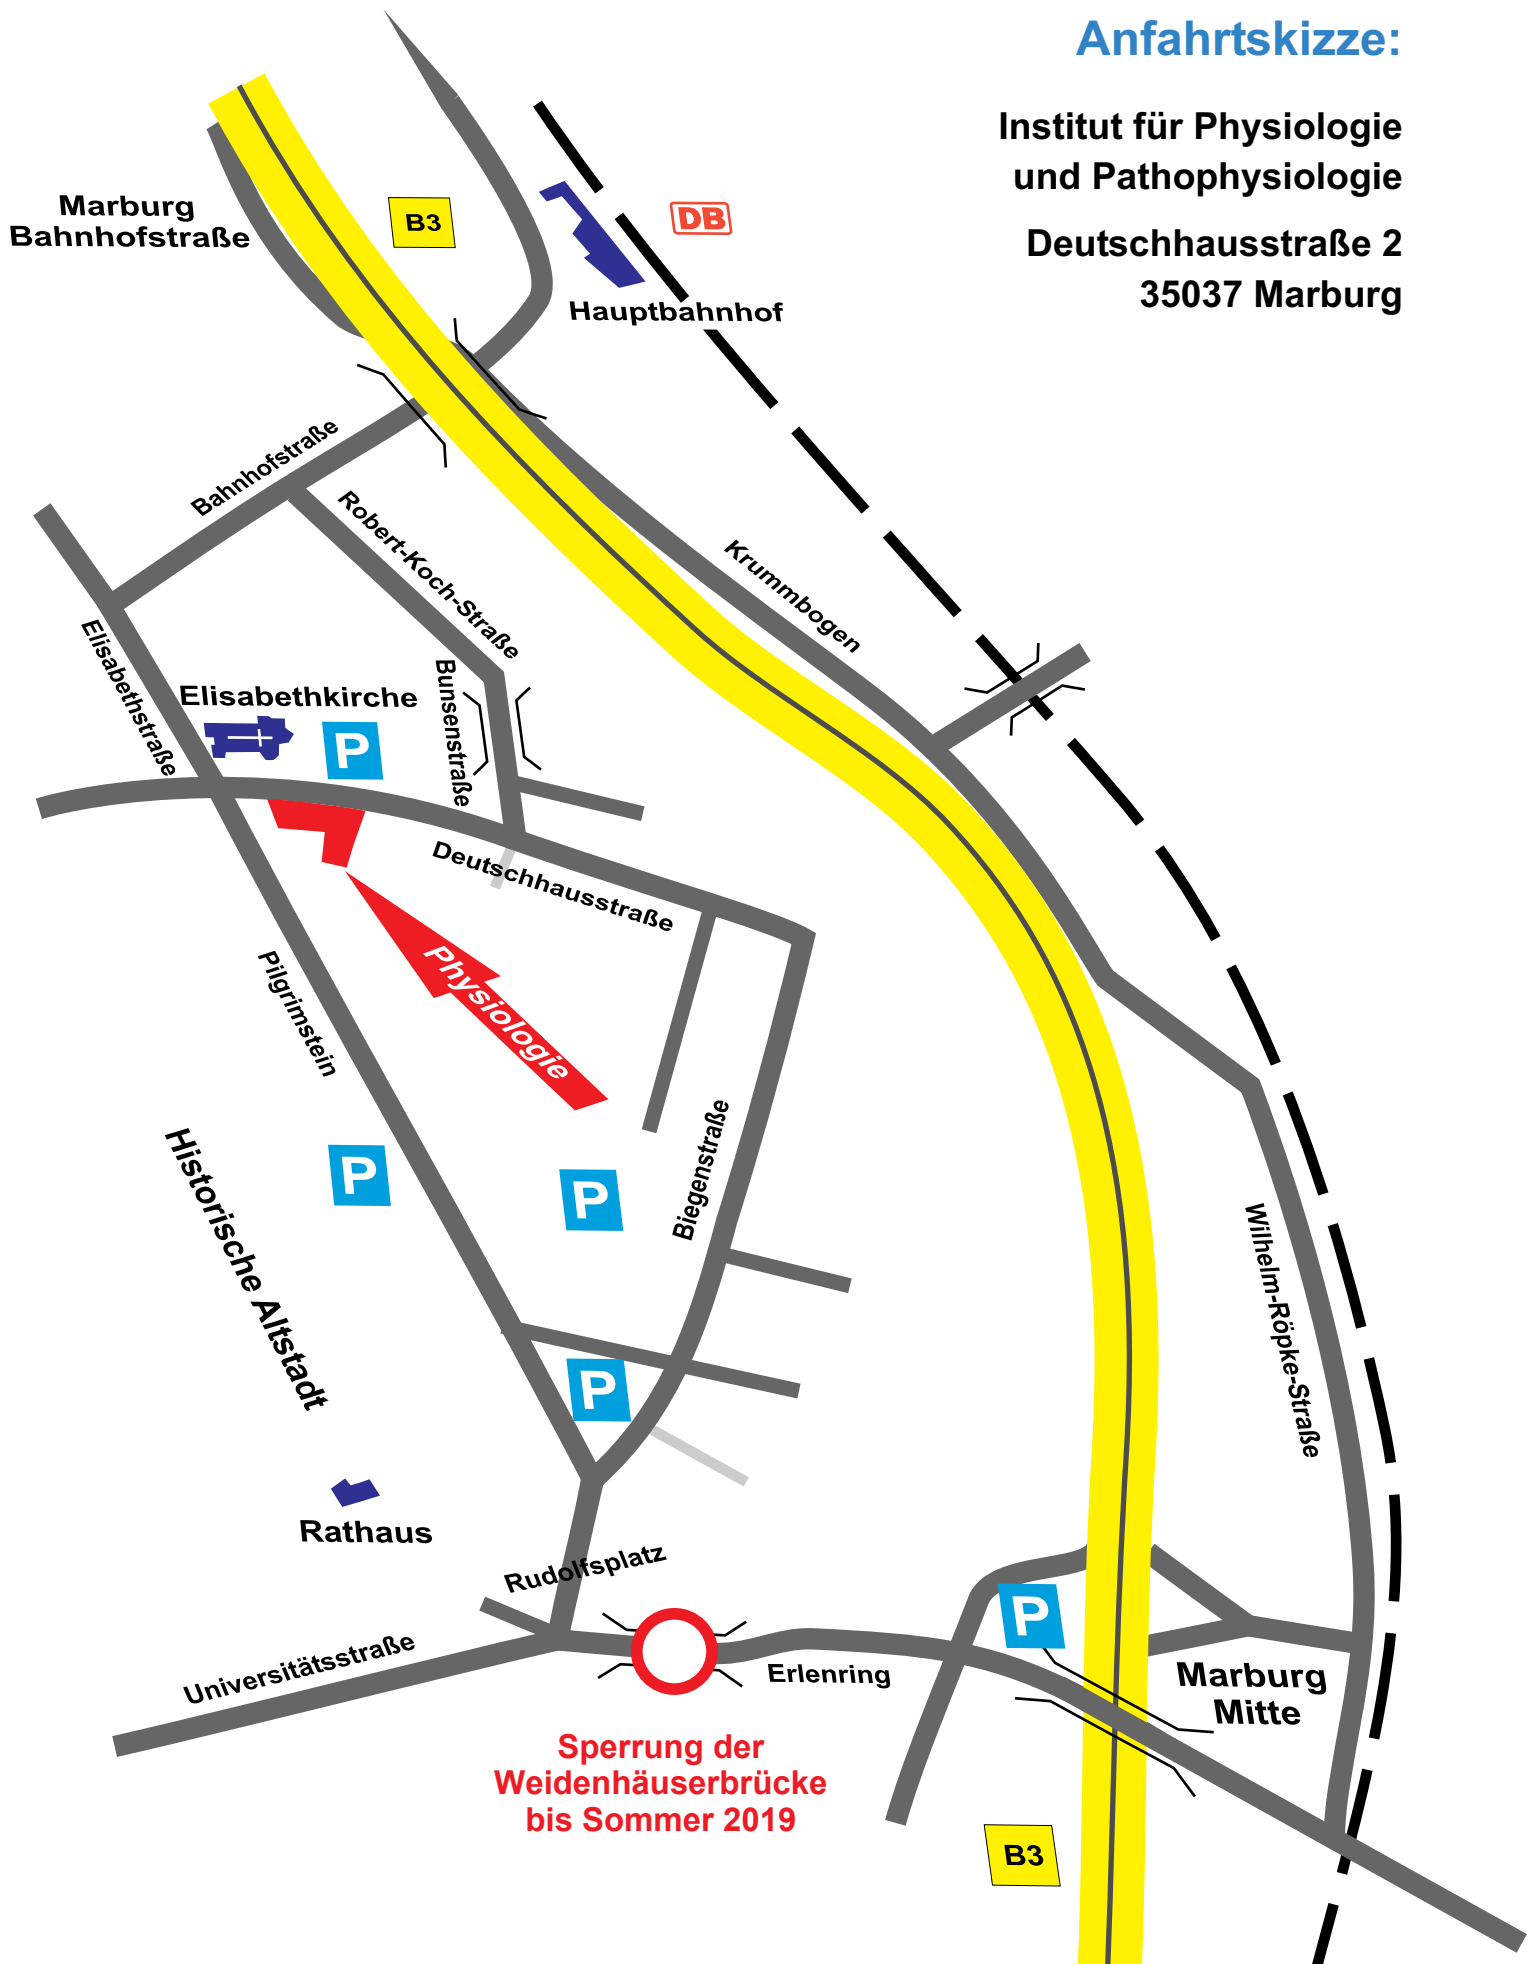 Anfahrtskizze:
Institut für Physiologie
und Pathophysiologie
Deutschhausstraße 2
35037 Marburg
Marburg
Bahnhofstraße
B3
DB
Hauptbahnhof
Bahnhofstraße
Robert-Koch-Straße
Krummbogen
Elisabethstraße
Elisabethkirche
P
Bunsenstraße
Deutschhausstraße
Pilgrimstein
Physiologie
Historische Altstadt
P
P
Biegenstraße
Wilhelm-Röpke-Straße
P
Rathaus
Rudolfsplatz
Universitätsstraße
P
Erlenring
Marburg
Mitte
Sperrung der
Weidenhäuserbrücke
bis Sommer 2019
B3